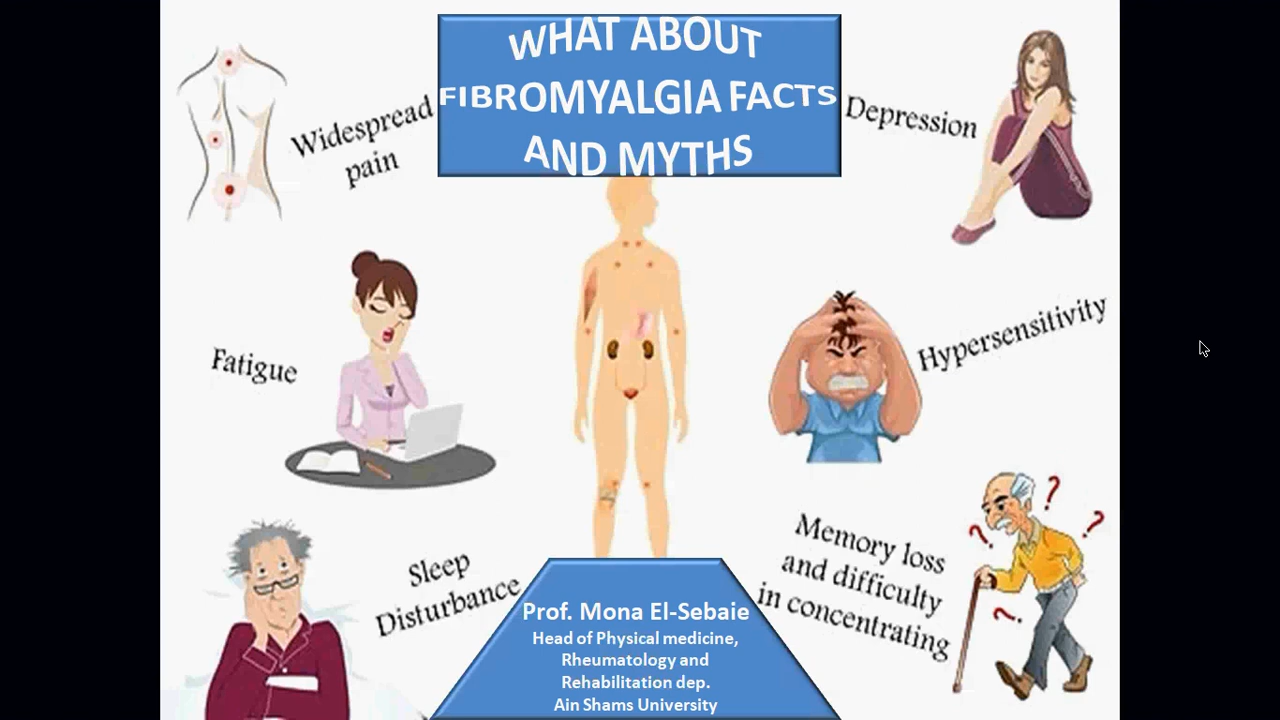 WHAT ABOUT
FIBROMYALGIA FACTS
AND MYTHS
Widespread
pain
Depression
Fatigue
Hypersensitivity
Sleep
Disturbance
Memory loss
and difficulty
in concentrating
? ? ? ?
Prof. Mona El-Sebaie
Head of Physical medicine,
Rheumatology and
Rehabilitation dep.
Ain Shams University